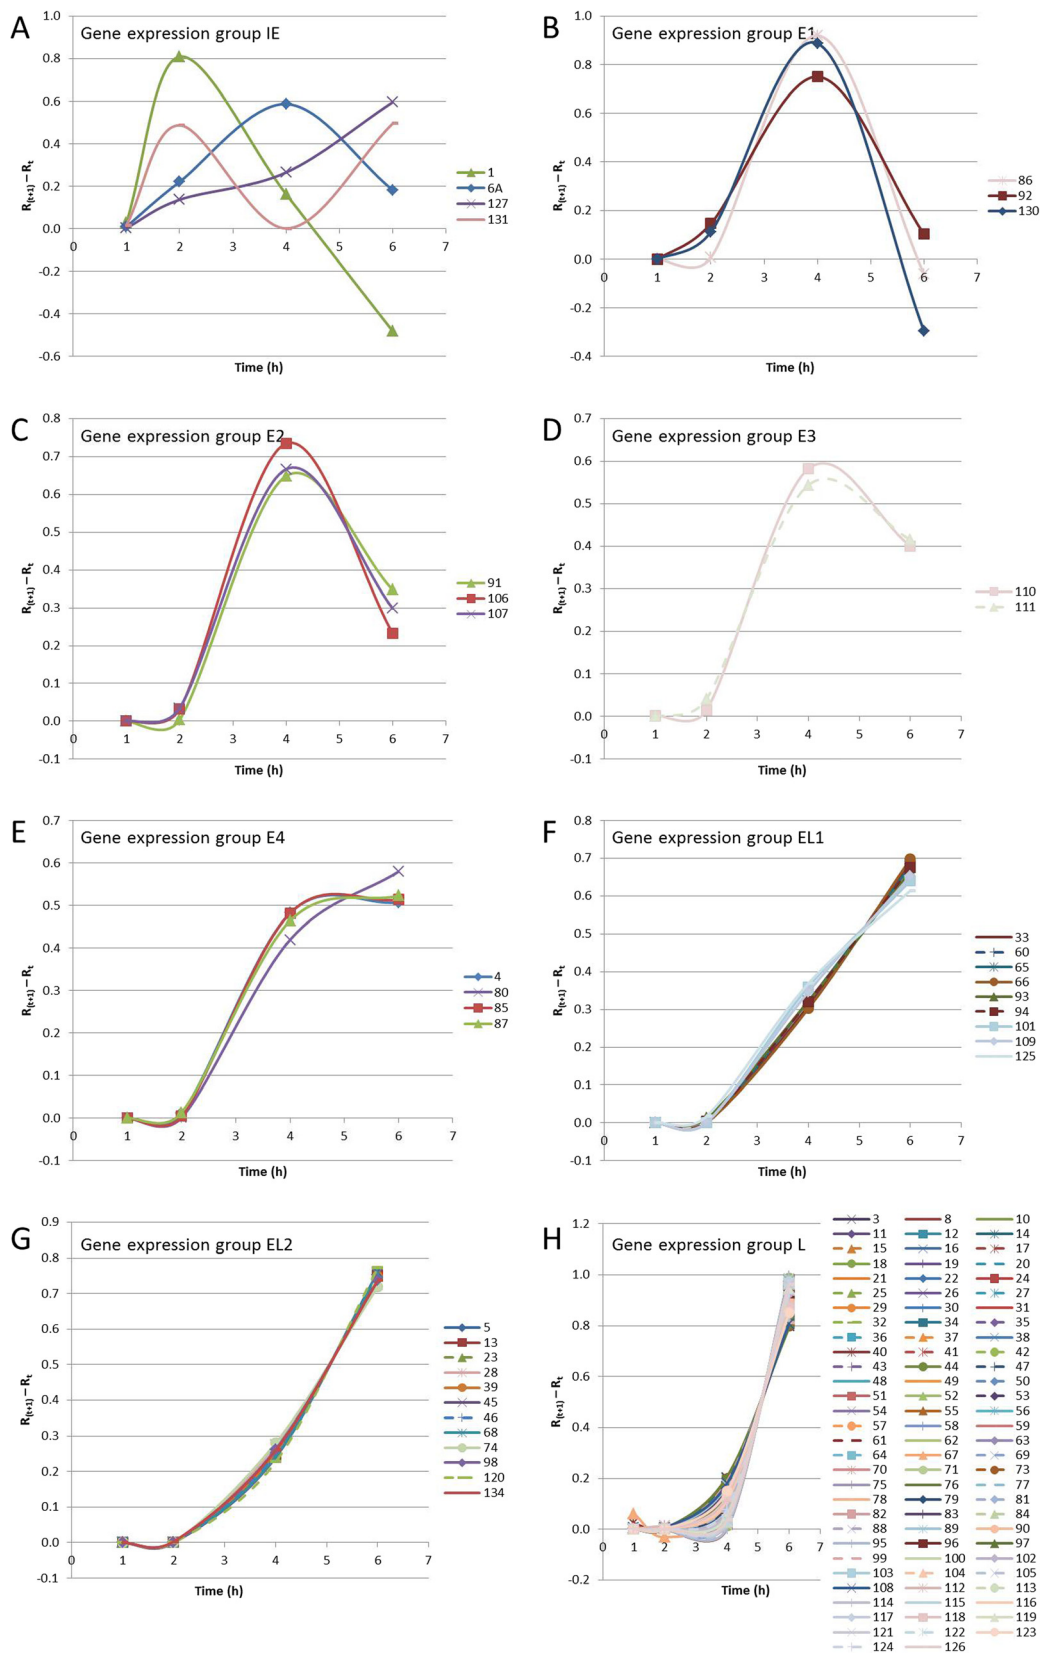 A
Gene expression group IE
1.0
0.8
0.6
0.4
0.2
0.0
-0.2
-0.4
-0.6
0 1 2 3 4 5 6 7
R(t+1) – Rt
Time (h)
1
6A
127
131
B
Gene expression group E1
1.0
0.8
0.6
0.4
0.2
0.0
-0.2
-0.4
0 1 2 3 4 5 6 7
R(t+1) – Rt
Time (h)
86
92
130
C
Gene expression group E2
0.8
0.7
0.6
0.5
0.4
0.3
0.2
0.1
0.0
-0.1
0 1 2 3 4 5 6 7
R(t+1) – Rt
Time (h)
91
106
107
D
Gene expression group E3
0.7
0.6
0.5
0.4
0.3
0.2
0.1
0.0
-0.1
0 1 2 3 4 5 6 7
R(t+1) – Rt
Time (h)
110
111
E
Gene expression group E4
0.7
0.6
0.5
0.4
0.3
0.2
0.1
0.0
-0.1
0 1 2 3 4 5 6 7
R(t+1) – Rt
Time (h)
4
80
85
87
F
Gene expression group EL1
0.8
0.7
0.6
0.5
0.4
0.3
0.2
0.1
0.0
-0.1
0 1 2 3 4 5 6 7
R(t+1) – Rt
Time (h)
33
60
65
66
93
94
101
109
125
G
Gene expression group EL2
0.9
0.8
0.7
0.6
0.5
0.4
0.3
0.2
0.1
0.0
-0.1
0 1 2 3 4 5 6 7
R(t+1) – Rt
Time (h)
5
13
23
28
39
45
46
68
74
98
120
134
H
Gene expression group L
1.2
1.0
0.8
0.6
0.4
0.2
0.0
-0.2
0 1 2 3 4 5 6 7
R(t+1) – Rt
Time (h)
3 8 10
11 12 14
15 16 17
18 19 20
21 22 24
25 26 27
29 30 31
32 34 35
36 37 38
40 41 42
43 44 47
48 49 50
51 52 53
54 55 56
57 58 59
61 62 63
64 67 69
70 71 73
75 76 77
78 79 81
82 83 84
88 89 90
95 96 97
99 100 102
103 104 105
108 112 113
114 115 116
117 118 119
121 122 123
124 126